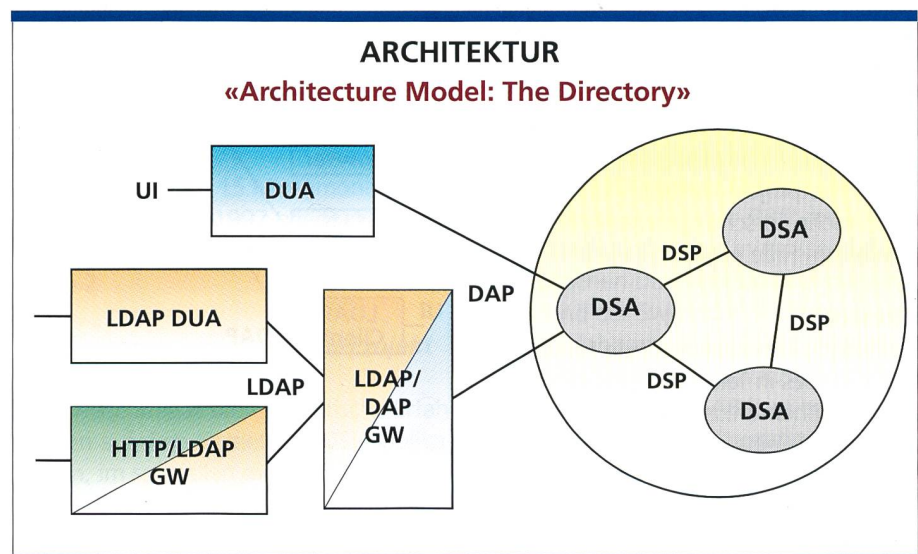 ARCHITEKTUR
«Architecture Model: The Directory»
UI
DUA
DSA
DSP
DAP
DSA
LDAP DUA
DSP
LDAP
LDAP/
DAP
GW
DSP
DSA
HTTP/LDAP
GW